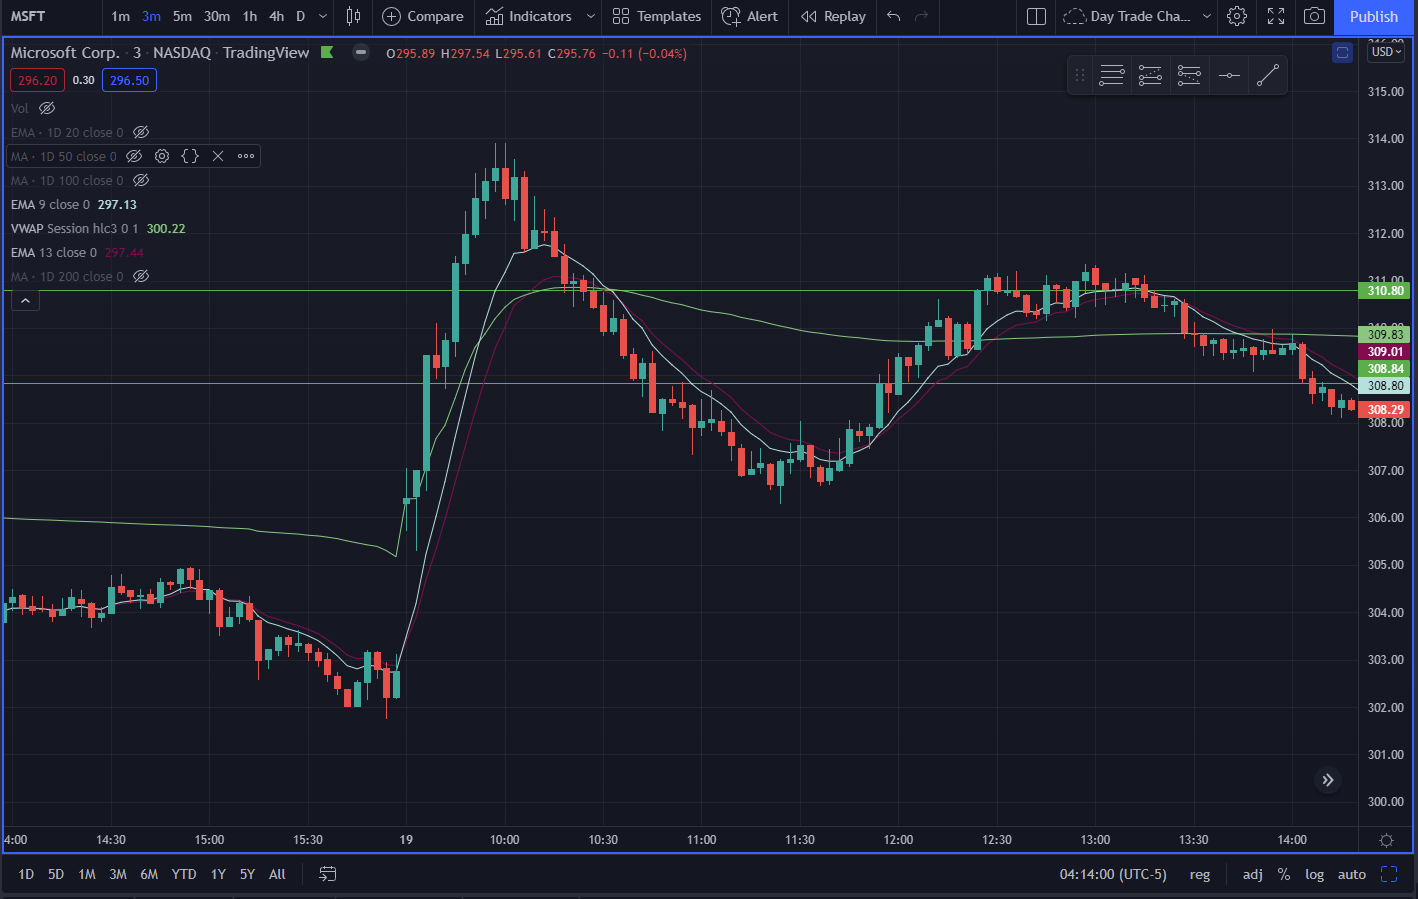 MSFT 1m 3m 5m 30m 1h 4h D Compare Indicators Templates Alert Replay Day Trade Cha... Publish
Microsoft Corp. · 3 · NASDAQ · TradingView O295.89 H297.54 L295.61 C295.76 −0.11 (−0.04%)
USD
296.20 0.30 296.50
Vol
EMA · 1D 20 close 0
MA · 1D 50 close 0
MA · 1D 100 close 0
EMA 9 close 0 297.13
VWAP Session hlc3 0 1 300.22
EMA 13 close 0 297.44
MA · 1D 200 close 0
315.00
314.00
313.00
312.00
311.00
310.80
309.83
309.01
308.84
308.80
308.29
308.00
307.00
306.00
305.00
304.00
303.00
302.00
301.00
300.00
4:00 14:30 15:00 15:30 19 10:00 10:30 11:00 11:30 12:00 12:30 13:00 13:30 14:00
1D 5D 1M 3M 6M YTD 1Y 5Y All 04:14:00 (UTC-5) reg adj % log auto